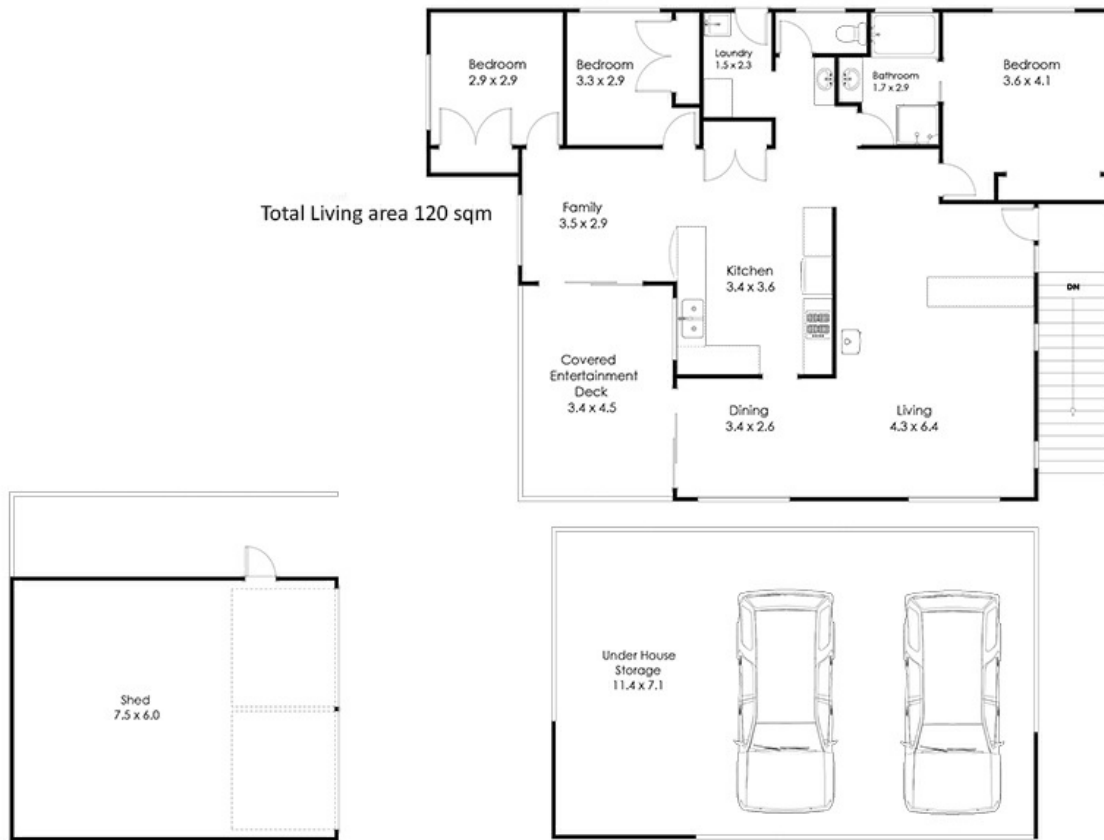 Bedroom
2.9 x 2.9
Bedroom
3.3 x 2.9
Laundry
1.5 x 2.3
Bathroom
1.7 x 2.9
Bedroom
3.6 x 4.1
Total Living area 120 sqm
Family
3.5 x 2.9
Kitchen
3.4 x 3.6
DN
Covered
Entertainment
Deck
3.4 x 4.5
Dining
3.4 x 2.6
Living
4.3 x 6.4
Under House
Storage
11.4 x 7.1
Shed
7.5 x 6.0